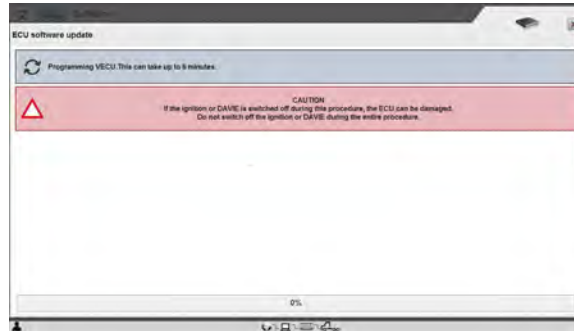 ECU software update
Programming VECU.This can take up to 5 minutes.
CAUTION
If the ignition or DAVIE is switched off during this procedure, the ECU can be damaged.
Do not switch off the ignition or DAVIE during the entire procedure.
0%